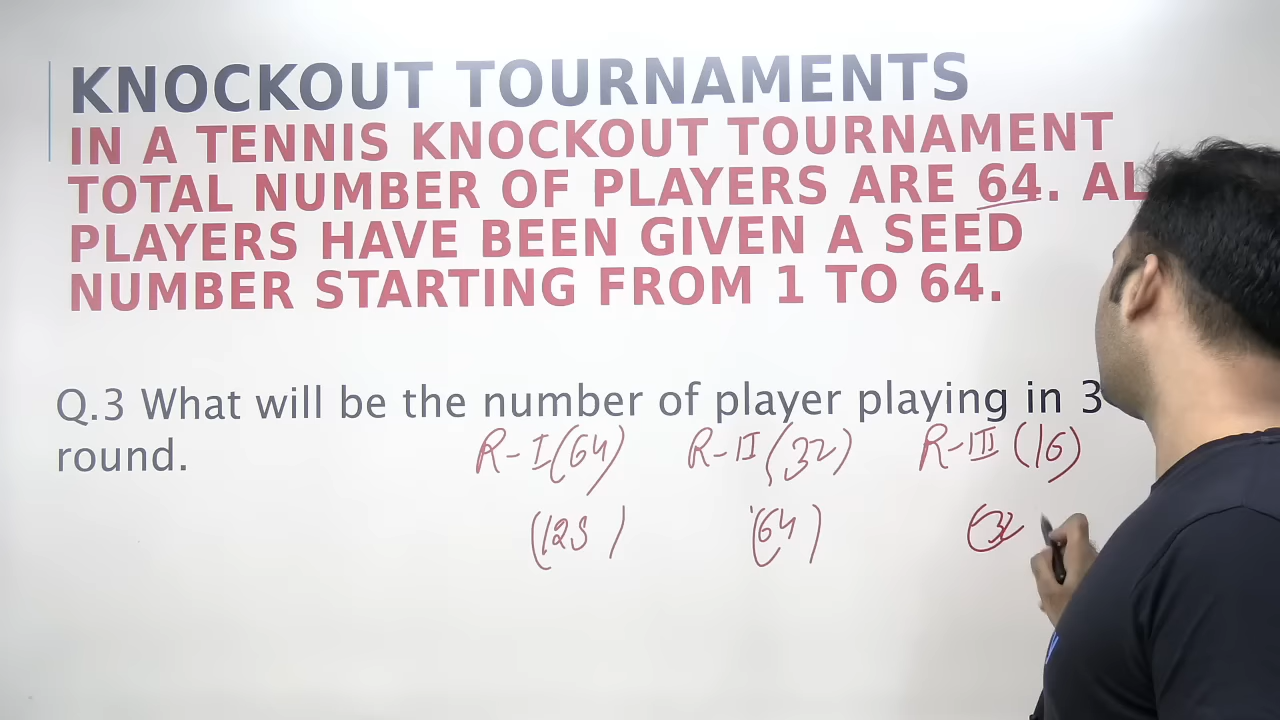 KNOCKOUT TOURNAMENTS
IN A TENNIS KNOCKOUT TOURNAMENT
TOTAL NUMBER OF PLAYERS ARE 64. AL
PLAYERS HAVE BEEN GIVEN A SEED
NUMBER STARTING FROM 1 TO 64.
Q.3 What will be the number of player playing in 3
round.
R-I(64) R-II(32) R-III(16)
(128) (64) (32